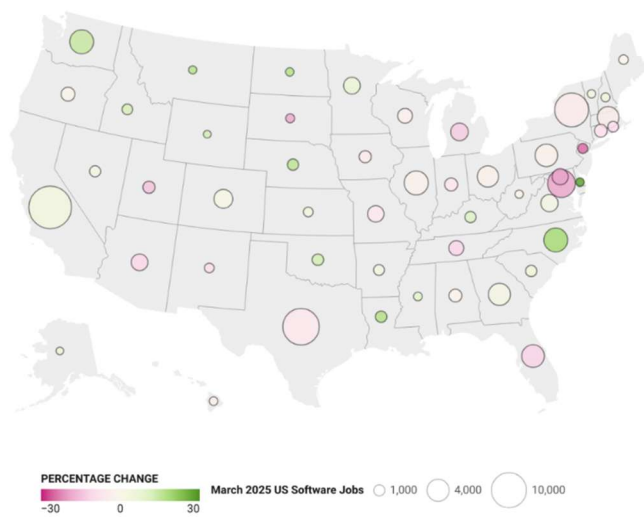 PERCENTAGE CHANGE
−30 0 30
March 2025 US Software Jobs 1,000 4,000 10,000